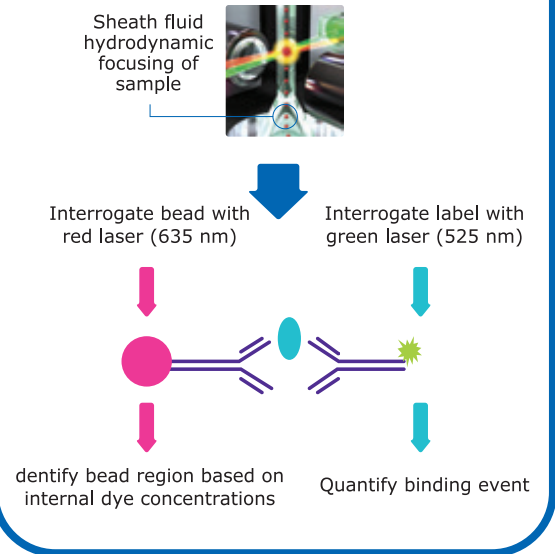 Sheath fluid
hydrodynamic
focusing of
sample
Interrogate bead with
red laser (635 nm)
Interrogate label with
green laser (525 nm)
dentify bead region based on
internal dye concentrations
Quantify binding event